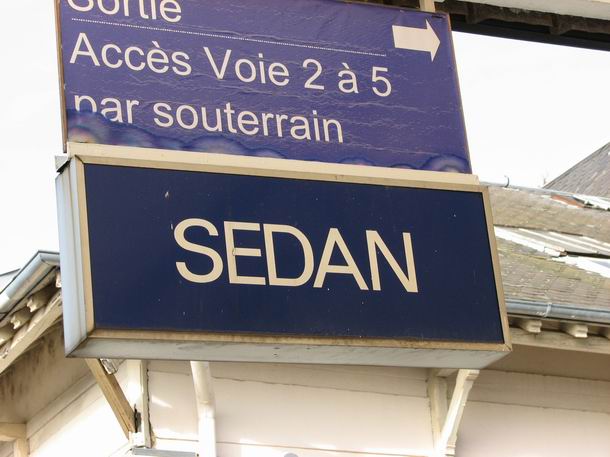 Sortie
Accès Voie 2 à 5
par souterrain
SEDAN